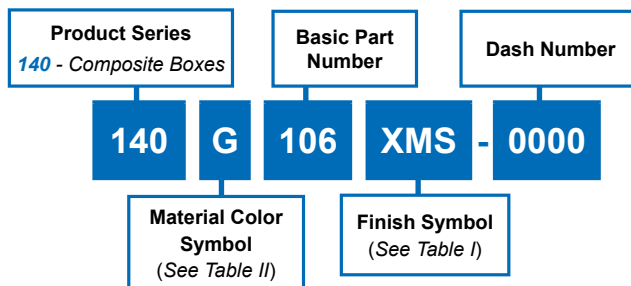 Product Series
140 - Composite Boxes
Basic Part
Number
Dash Number
140 G 106 XMS - 0000
Material Color
Symbol
(See Table II)
Finish Symbol
(See Table I)